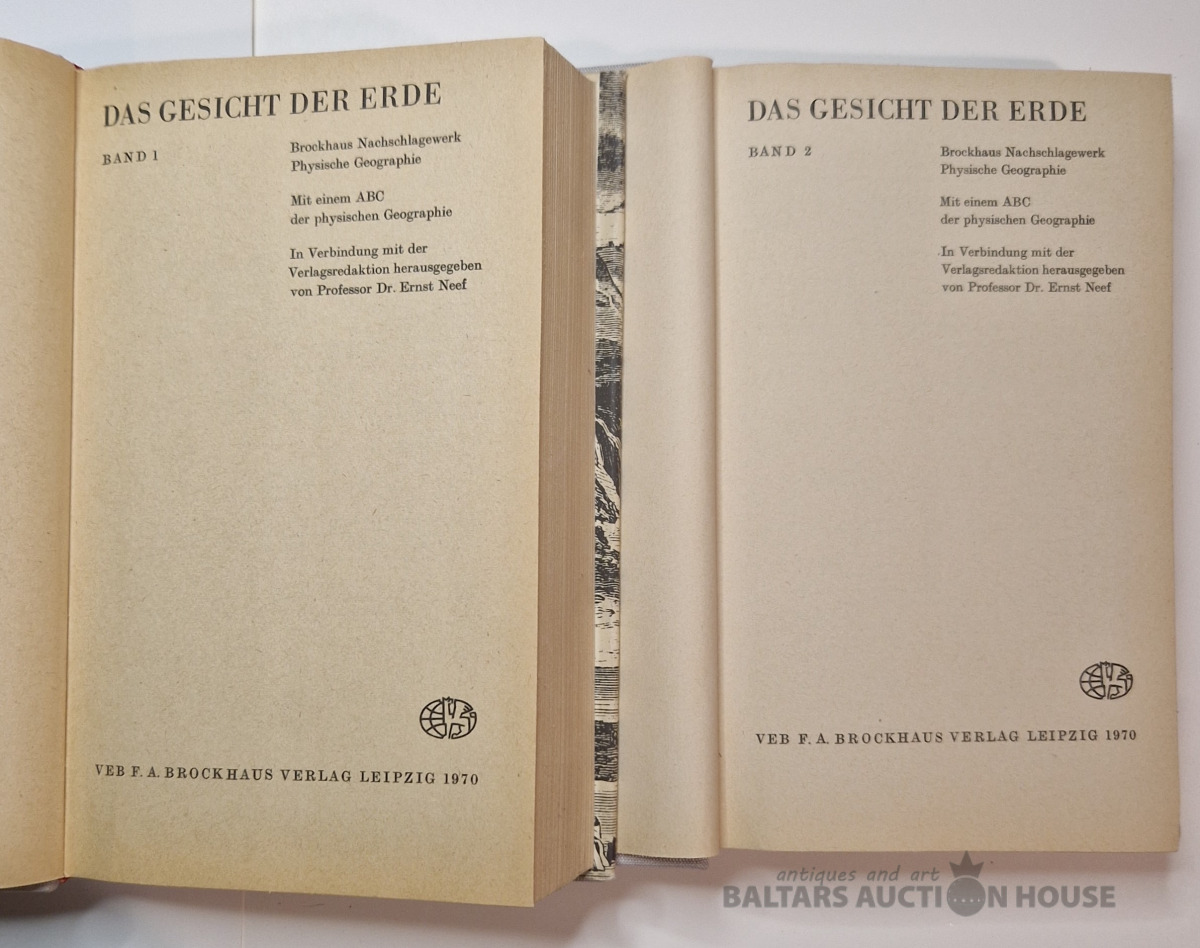 DAS GESICHT DER ERDE
BAND 1
Brockhaus Nachschlagewerk
Physische Geographie
Mit einem ABC
der physischen Geographie
In Verbindung mit der
Verlagsredaktion herausgegeben
von Professor Dr. Ernst Neef
VEB F. A. BROCKHAUS VERLAG LEIPZIG 1970
DAS GESICHT DER ERDE
BAND 2
Brockhaus Nachschlagewerk
Physische Geographie
Mit einem ABC
der physischen Geographie
In Verbindung mit der
Verlagsredaktion herausgegeben
von Professor Dr. Ernst Neef
VEB F. A. BROCKHAUS VERLAG LEIPZIG 1970
antiques and art
BALTARS AUCTION HOUSE